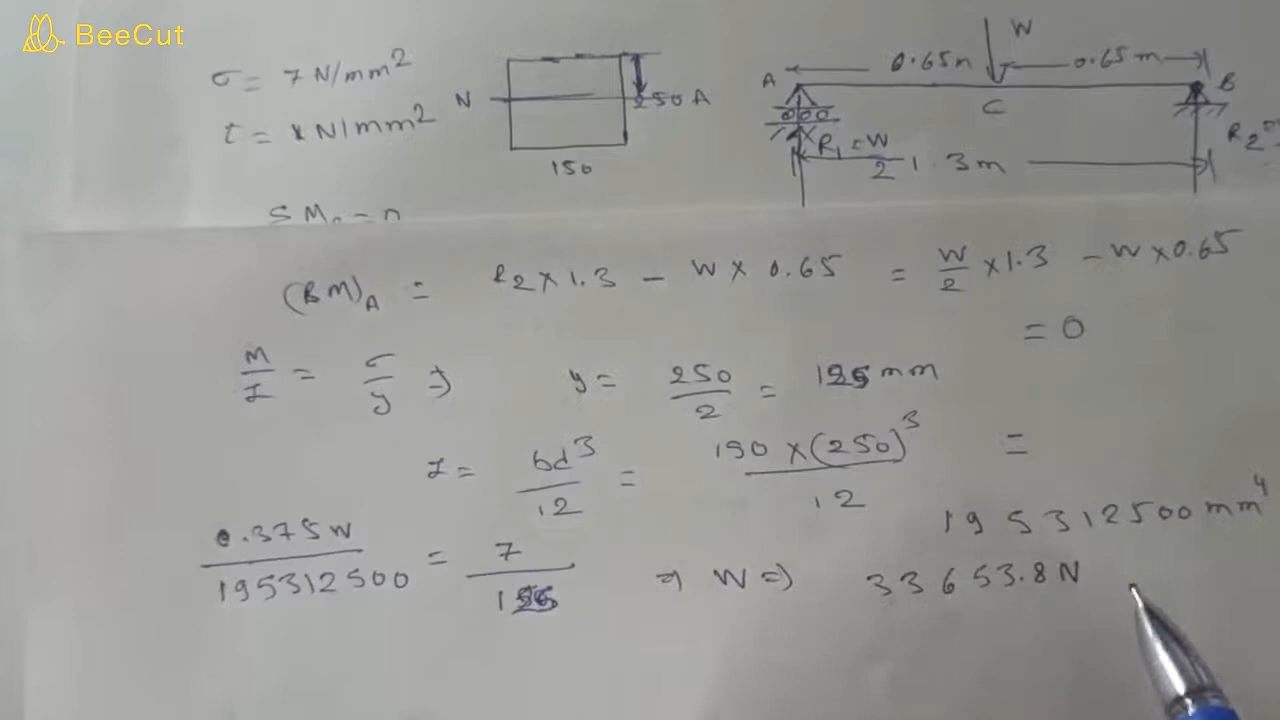 BeeCut
σ = 7 N/mm²
τ = 1 N/mm²
N
250 A
150
W
0.65m
0.65m
A
B
C
R₁ = W/2
1.3m
R₂ =
(BM)A = R₂ × 1.3 - W × 0.65 = W/2 × 1.3 - W × 0.65
= 0
M/I = σ/y ⇒ y = 250/2 = 125 mm
I = bd³/12 = 150 × (250)³/12 =
195312500 mm⁴
0.375W/195312500 = 7/125 ⇒ W ⇒ 33653.8N